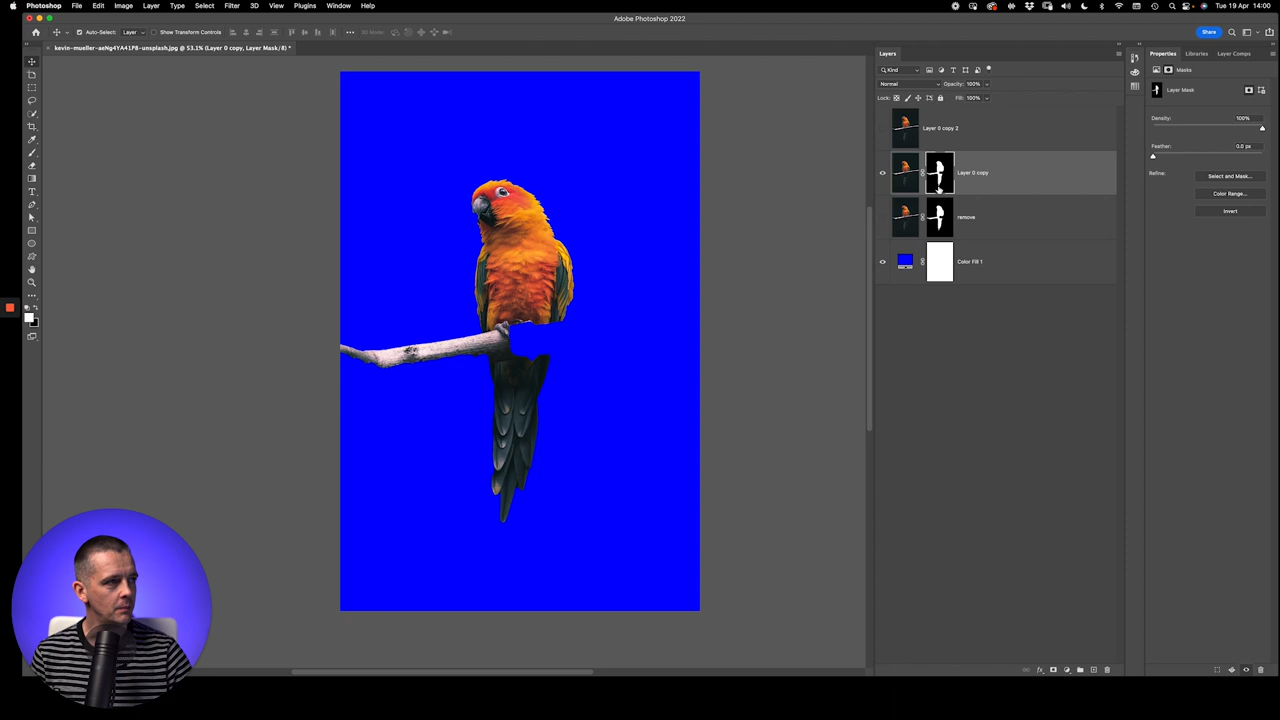 Photoshop File Edit Image Layer Type Select Filter 3D View Plugins Window Help
Tue 19 Apr 14:00
Adobe Photoshop 2022
Auto-Select: Layer Show Transform Controls
3D Mode:
Share
× kevin-mueller-aeNg4YA41P8-unsplash.jpg @ 53.1% (Layer 0 copy, Layer Mask/8) *
Layers
Kind
Normal Opacity: 100%
Lock: Fill: 100%
Layer 0 copy 2
Layer 0 copy
remove
Color Fill 1
fx
Properties Libraries Layer Comps
Masks
Layer Mask
Density: 100%
Feather: 0.0 px
Refine: Select and Mask...
Color Range...
Invert